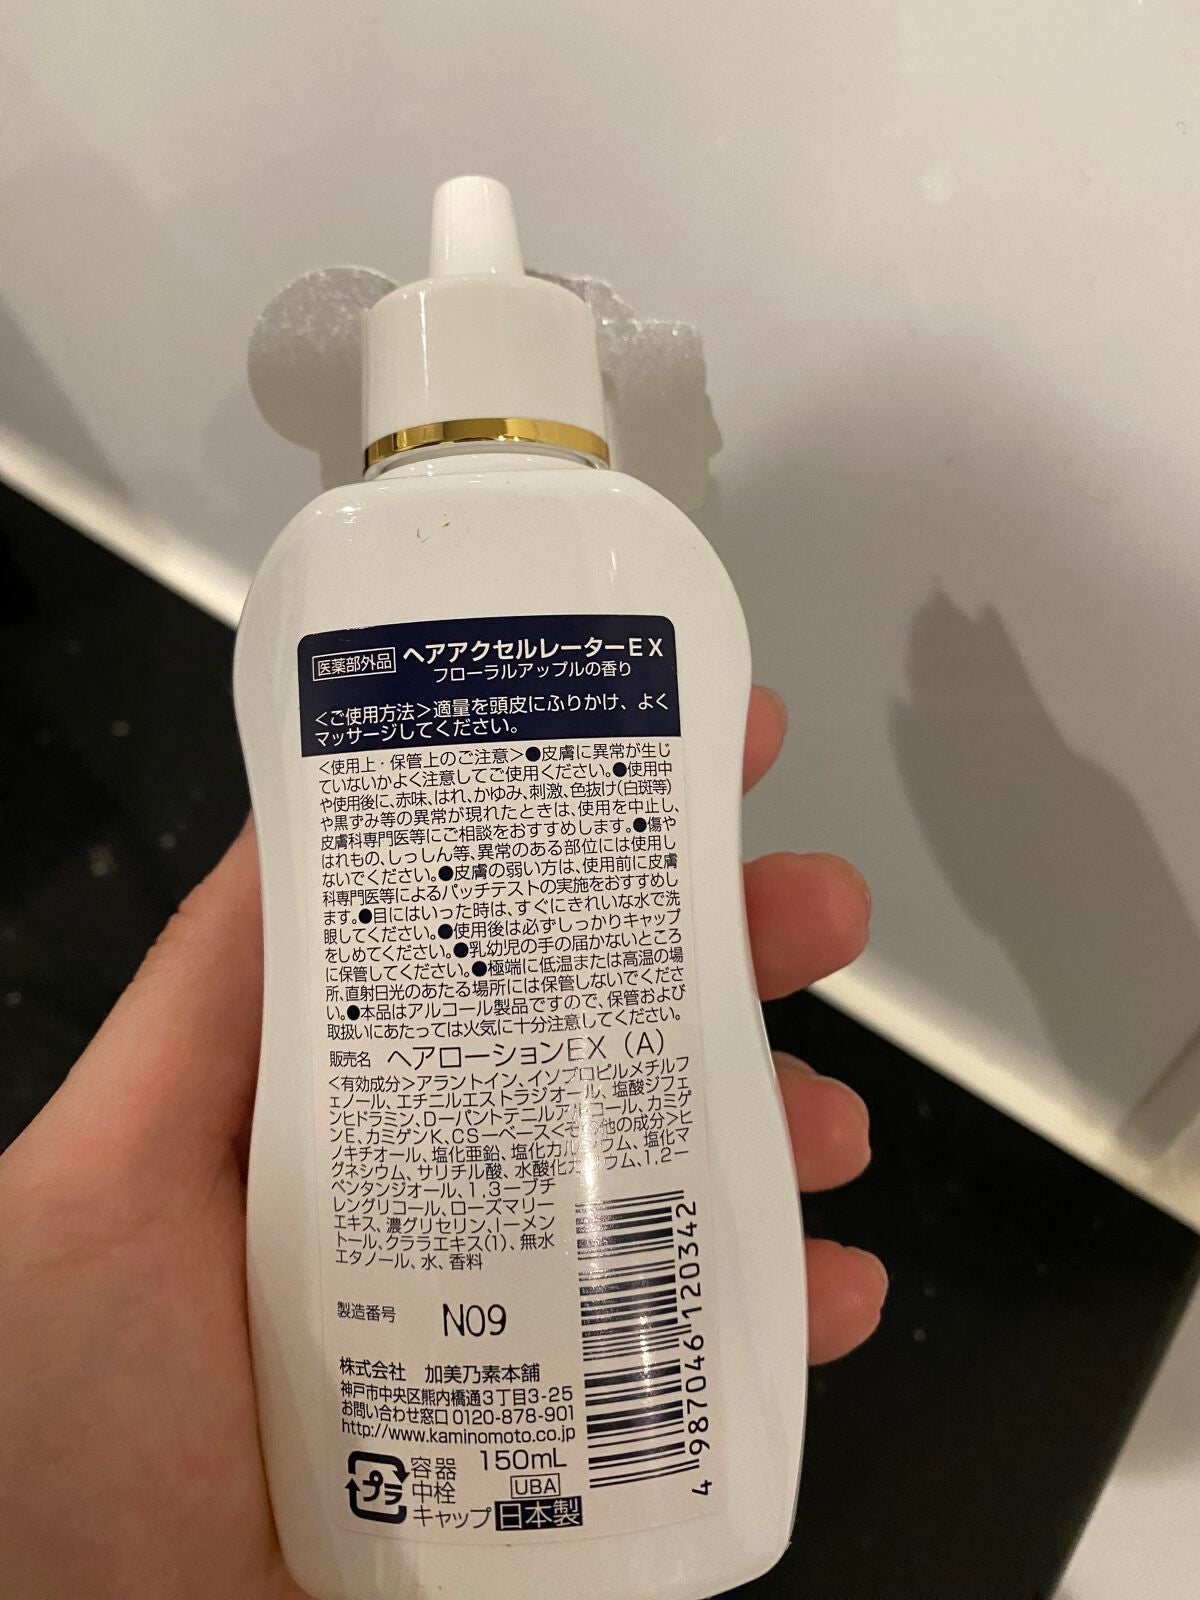 医薬部外品 ヘアアクセルレーターEX
フローラルアップルの香り
<ご使用方法>適量を頭皮にふりかけ、よく
マッサージしてください。
<使用上・保管上のご注意>●皮膚に異常が生じ
ていないかよく注意してご使用ください。●使用中
や使用後に、赤味、はれ、かゆみ、刺激、色抜け(白斑等)
や黒ずみ等の異常が現れたときは、使用を中止し、
皮膚科専門医等にご相談をおすすめします。●傷や
はれもの、しっしん等、異常のある部位には使用し
ないでください。●皮膚の弱い方は、使用前に皮膚
科専門医等によるパッチテストの実施をおすすめし
ます。●目にはいった時は、すぐにきれいな水で洗
眼してください。●使用後は必ずしっかりキャップ
をしめてください。●乳幼児の手の届かないところ
に保管してください。●極端に低温または高温の場
所、直射日光のあたる場所には保管しないでくださ
い。●本品はアルコール製品ですので、保管および
取扱いにあたっては火気に十分注意してください。
販売名 ヘアローションEX(A)
<有効成分>アラントイン、イソプロピルメチルフ
ェノール、エチニルエストラジオール、塩酸ジフェ
ンヒドラミン、D-パントテニルアルコール、カミゲ
ンE、カミゲンK、CS-ベース<その他の成分>ヒ
ノキチオール、塩化亜鉛、塩化カルシウム、塩化マ
グネシウム、サリチル酸、水酸化カリウム、1,2-
ペンタンジオール、1,3-ブチ
レングリコール、ローズマリー
エキス、濃グリセリン、l-メン
トール、クララエキス(1)、無水
エタノール、水、香料
製造番号 N09
株式会社 加美乃素本舗
神戸市中央区熊内橋通3丁目3-25
お問い合わせ窓口 0120-878-901
http://www.kaminomoto.co.jp
プラ
容器 150mL
中栓 UBA
キャップ 日本製
4 987046 120342